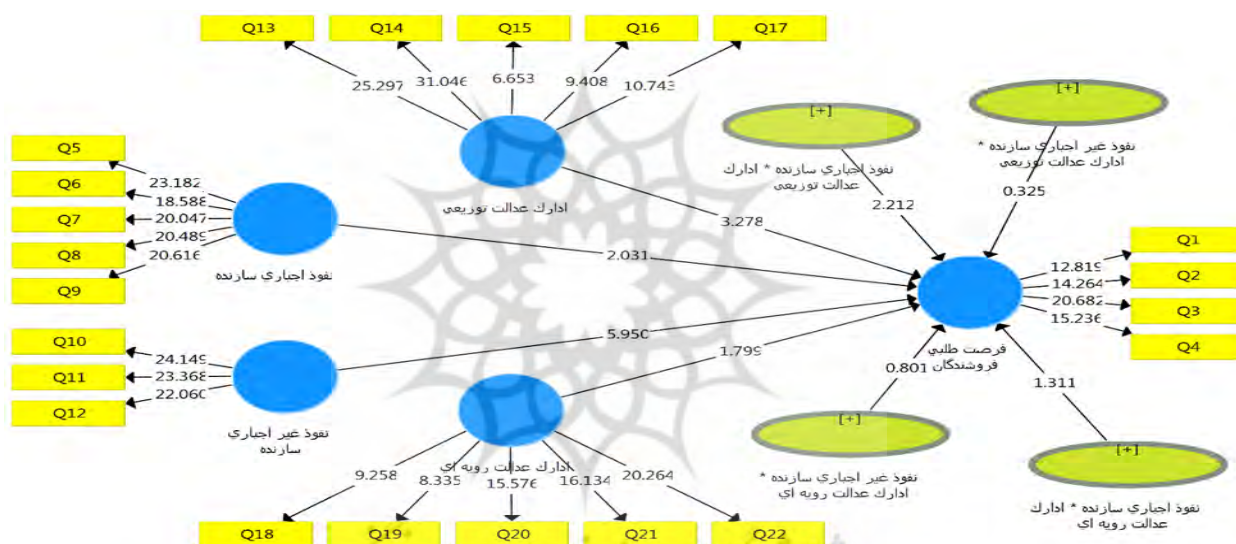 Q13
Q14
Q15
Q16
Q17
25.297
31.046
6.653
9.408
10.743
[+]
[+]
نفوذ غير اجباري سازنده *
ادارك عدالت توزيعي
نفوذ اجباري سازنده * ادارك
عدالت توزيعي
2.212
0.325
Q5
Q6
Q7
Q8
Q9
23.182
18.588
20.047
20.489
20.616
نفوذ اجباري سازنده
ادارك عدالت توزيعي
3.278
2.031
5.950
1.799
Q1
Q2
Q3
Q4
12.819
14.264
20.682
15.236
فرصت طلبي
فروشندگان
Q10
Q11
Q12
24.149
23.368
22.060
نفوذ غير اجباري
سازنده
ادارك عدالت رويه اي
0.801
1.311
[+]
[+]
نفوذ غير اجباري سازنده *
ادارك عدالت رويه اي
نفوذ اجباري سازنده * ادارك
عدالت رويه اي
9.258
8.335
15.576
16.134
20.264
Q18
Q19
Q20
Q21
Q22